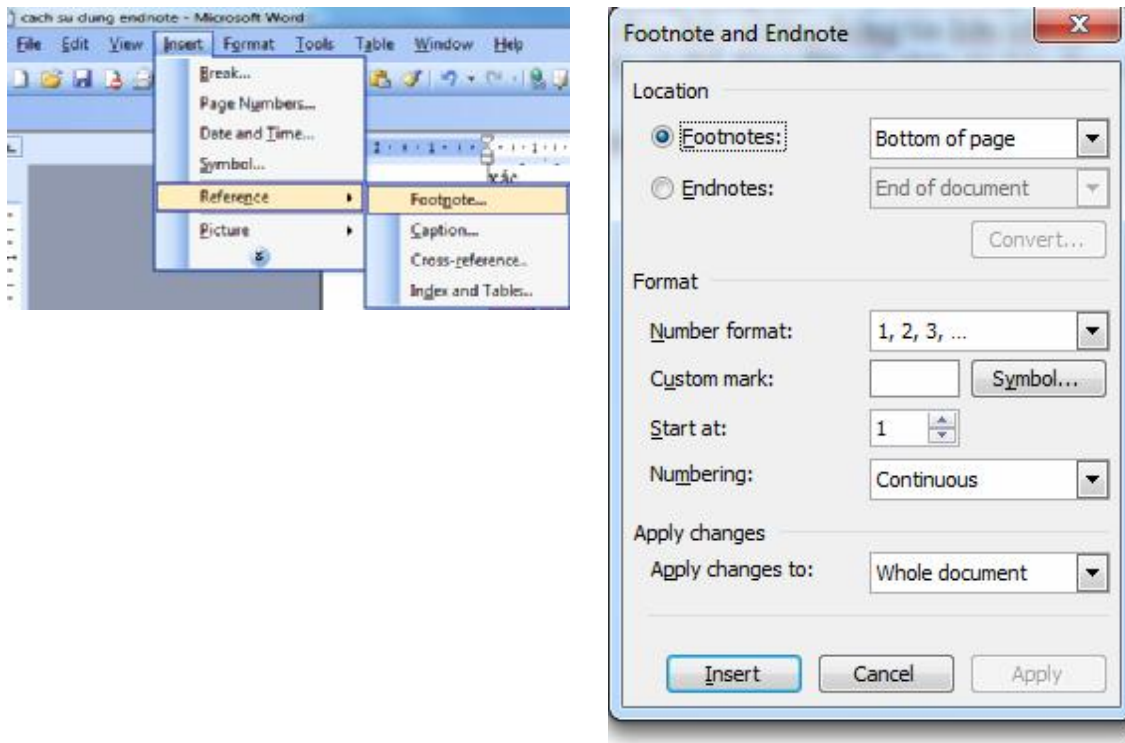 cach su dung endnote - Microsoft Word
File Edit View Insert Format Tools Table Window Help
Break...
Page Numbers...
Date and Time...
Symbol...
Reference
Picture
xác
Footnote...
Caption...
Cross-reference..
Index and Tables...
Footnote and Endnote
Location
Footnotes: Bottom of page
Endnotes: End of document
Convert...
Format
Number format: 1, 2, 3, ...
Custom mark: Symbol...
Start at: 1
Numbering: Continuous
Apply changes
Apply changes to: Whole document
Insert Cancel Apply